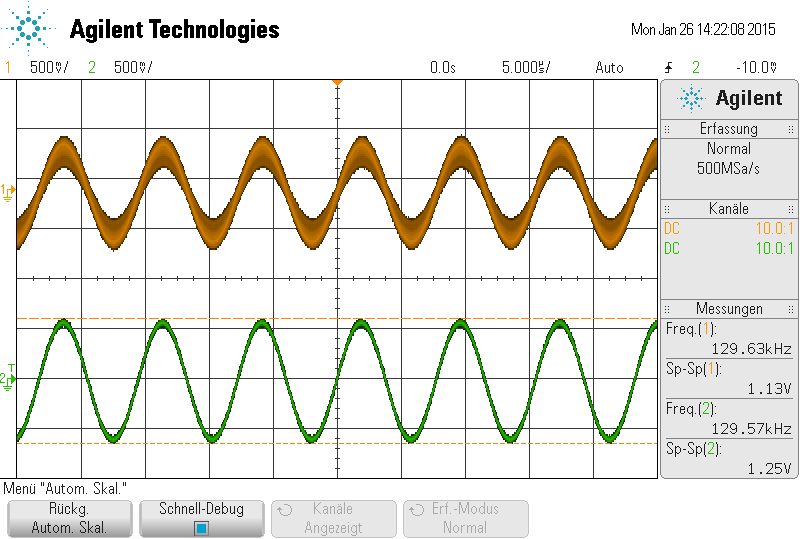 Agilent Technologies
Mon Jan 26 14:22:08 2015
1 500mV/ 2 500mV/ 0.0s 5.000µs/ Auto 2 -10.0mV
Agilent
Erfassung
Normal
500MSa/s
Kanäle
DC 10.0:1
DC 10.0:1
Messungen
Freq.(1):
129.63kHz
Sp-Sp(1):
1.13V
Freq.(2):
129.57kHz
Sp-Sp(2):
1.25V
1
T
2
Menü "Autom. Skal."
Rückg.
Autom. Skal.
Schnell-Debug
Kanäle
Angezeigt
Erf.-Modus
Normal